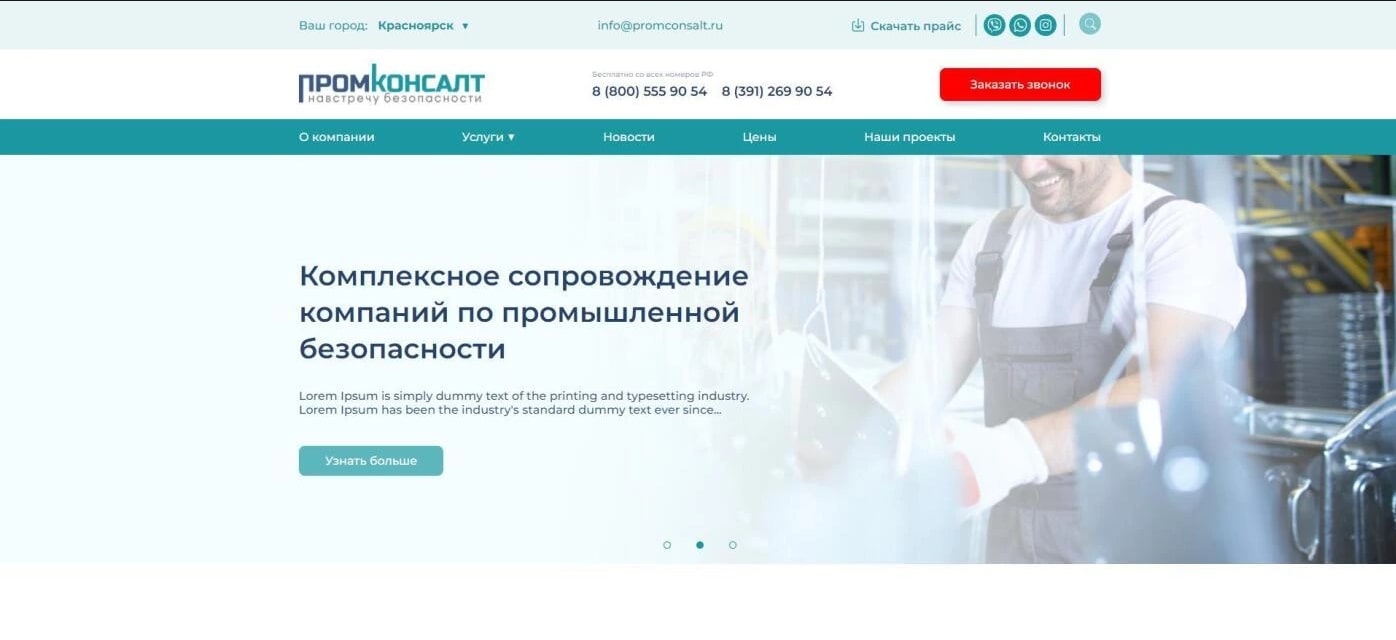 Ваш город: Красноярск ▼ info@promconsalt.ru Скачать прайс
ПРОМКОНСАЛТ
навстречу безопасности
Бесплатно со всех номеров РФ
8 (800) 555 90 54 8 (391) 269 90 54
Заказать звонок
О компании Услуги ▼ Новости Цены Наши проекты Контакты
Комплексное сопровождение
компаний по промышленной
безопасности
Lorem Ipsum is simply dummy text of the printing and typesetting industry.
Lorem Ipsum has been the industry's standard dummy text ever since...
Узнать больше